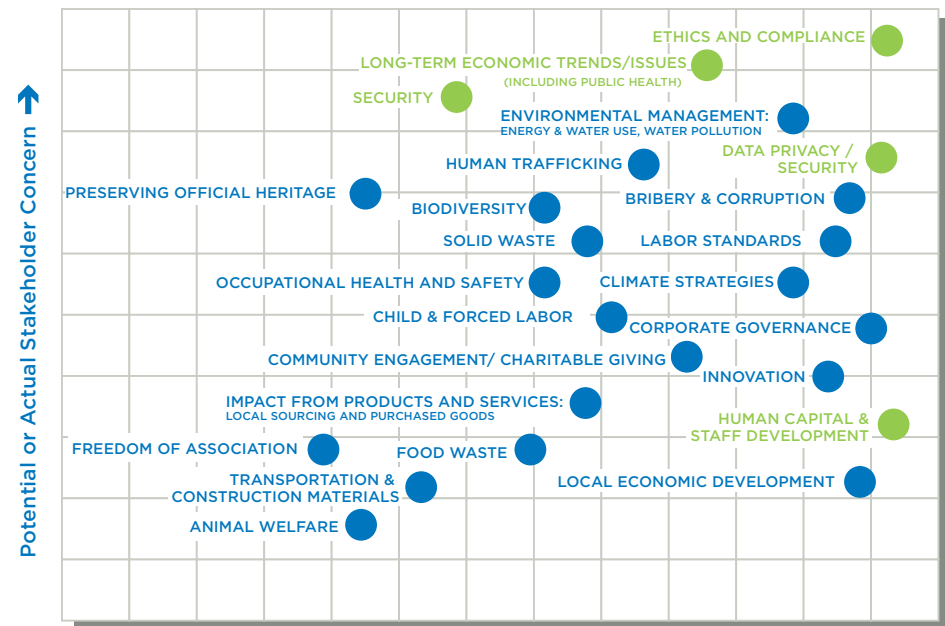 ETHICS AND COMPLIANCE
LONG-TERM ECONOMIC TRENDS/ISSUES
(INCLUDING PUBLIC HEALTH)
SECURITY
ENVIRONMENTAL MANAGEMENT:
ENERGY & WATER USE, WATER POLLUTION
DATA PRIVACY /
SECURITY
HUMAN TRAFFICKING
PRESERVING OFFICIAL HERITAGE
BRIBERY & CORRUPTION
BIODIVERSITY
SOLID WASTE
LABOR STANDARDS
OCCUPATIONAL HEALTH AND SAFETY
CLIMATE STRATEGIES
CHILD & FORCED LABOR
CORPORATE GOVERNANCE
COMMUNITY ENGAGEMENT/ CHARITABLE GIVING
INNOVATION
IMPACT FROM PRODUCTS AND SERVICES:
LOCAL SOURCING AND PURCHASED GOODS
HUMAN CAPITAL &
STAFF DEVELOPMENT
FREEDOM OF ASSOCIATION
FOOD WASTE
TRANSPORTATION &
CONSTRUCTION MATERIALS
LOCAL ECONOMIC DEVELOPMENT
ANIMAL WELFARE
Potential or Actual Stakeholder Concern